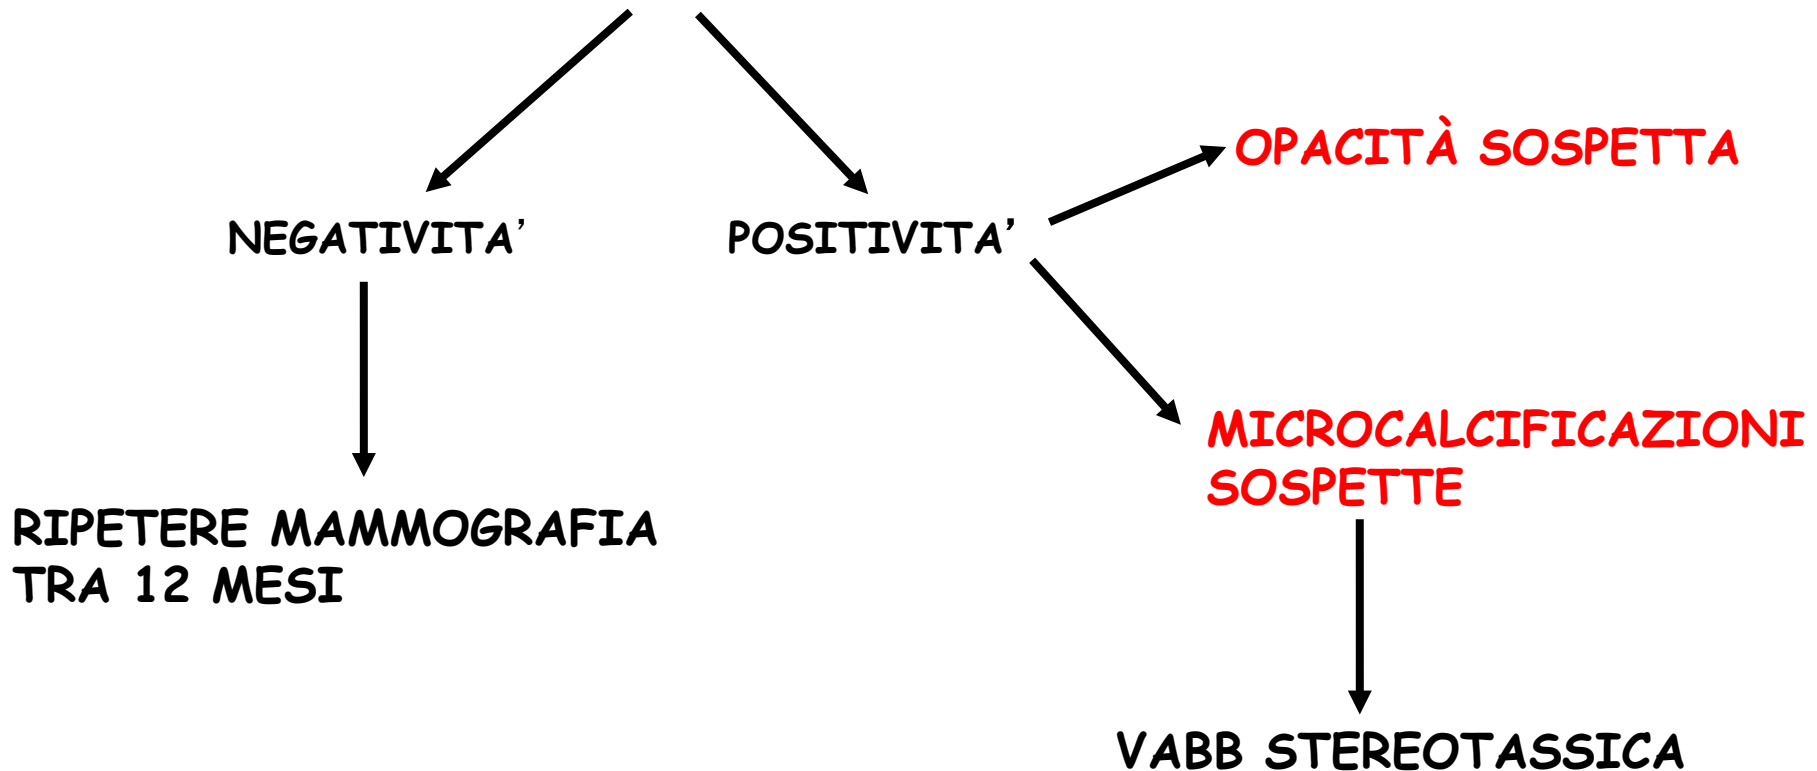 OPACITÀ SOSPETTA
NEGATIVITA’
POSITIVITA’
MICROCALCIFICAZIONI
SOSPETTE
RIPETERE MAMMOGRAFIA
TRA 12 MESI
VABB STEREOTASSICA